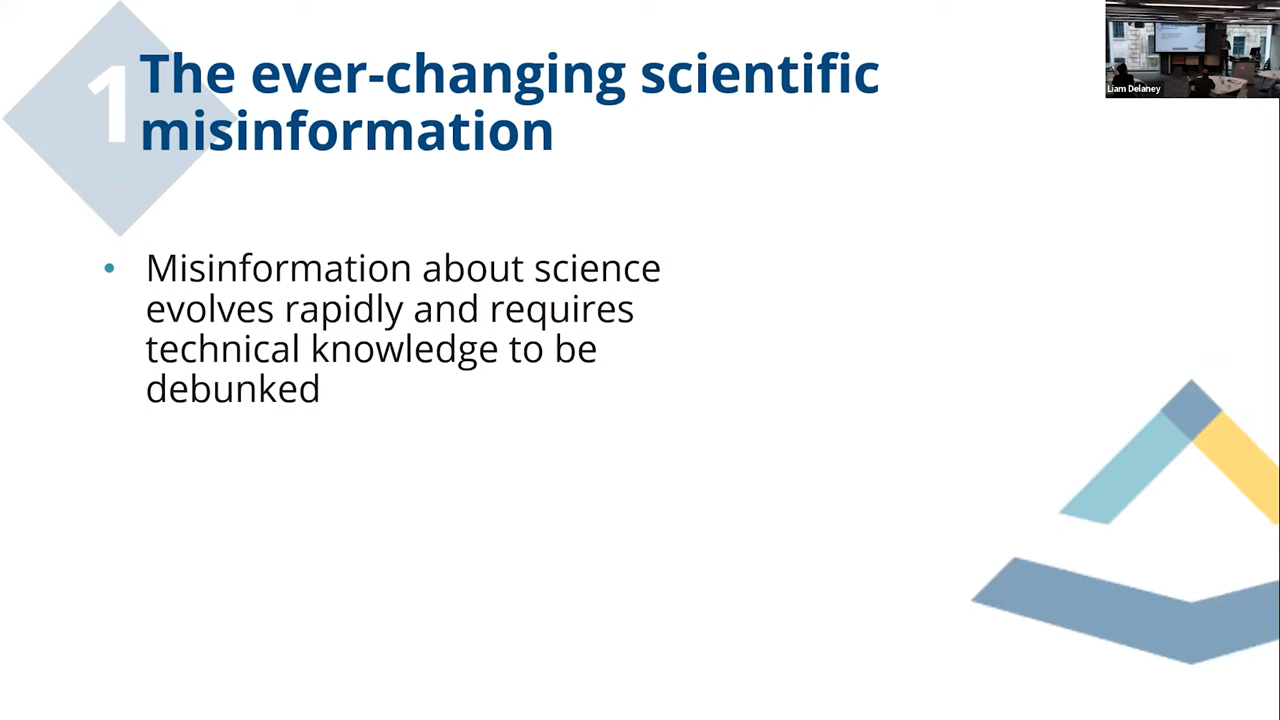 1
The ever-changing scientific
misinformation
• Misinformation about science
evolves rapidly and requires
technical knowledge to be
debunked
Liam Delaney